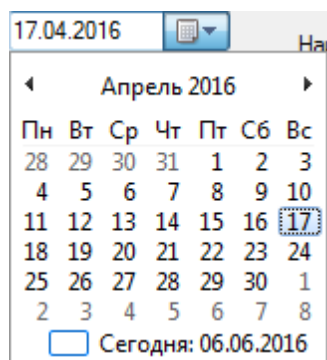 17.04.2016
На
Апрель 2016
Пн Вт Ср Чт Пт Сб Вс
28 29 30 31 1 2 3
4 5 6 7 8 9 10
11 12 13 14 15 16 17
18 19 20 21 22 23 24
25 26 27 28 29 30 1
2 3 4 5 6 7 8
Сегодня: 06.06.2016